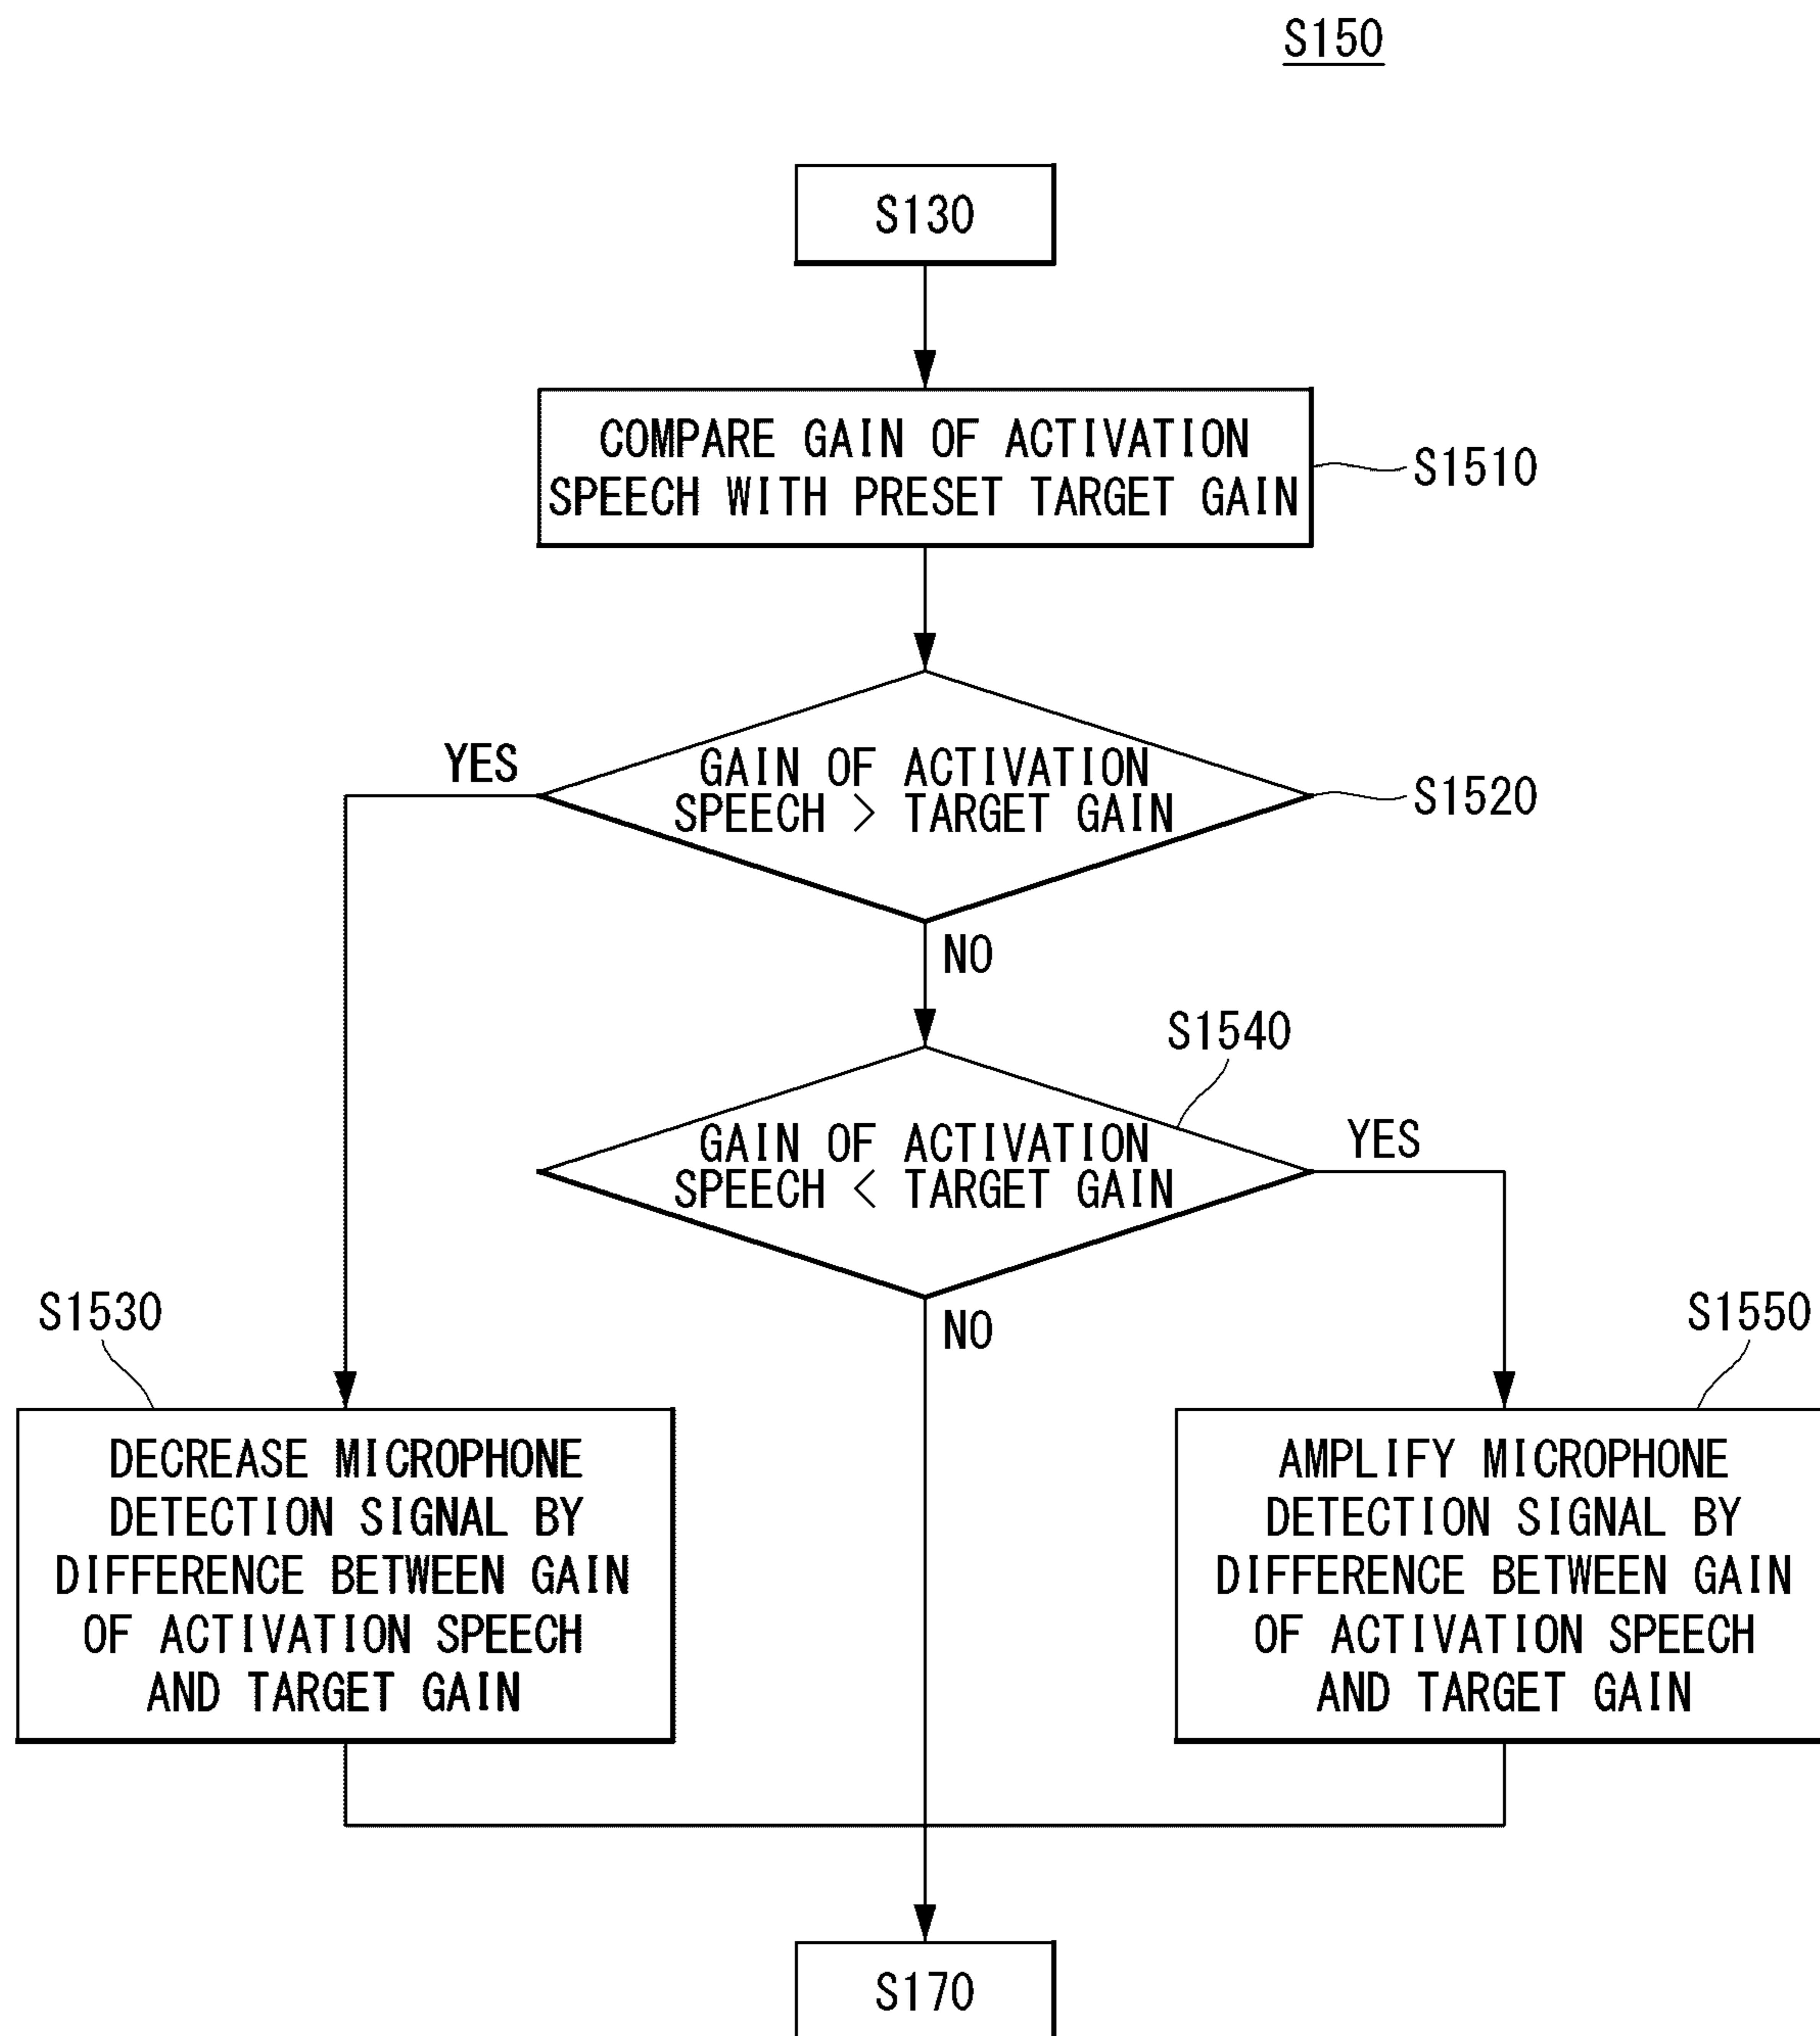 S150
S130
COMPARE GAIN OF ACTIVATION
SPEECH WITH PRESET TARGET GAIN
S1510
YES
GAIN OF ACTIVATION
SPEECH > TARGET GAIN
S1520
NO
S1540
GAIN OF ACTIVATION
SPEECH < TARGET GAIN
YES
NO
S1530
DECREASE MICROPHONE
DETECTION SIGNAL BY
DIFFERENCE BETWEEN GAIN
OF ACTIVATION SPEECH
AND TARGET GAIN
S1550
AMPLIFY MICROPHONE
DETECTION SIGNAL BY
DIFFERENCE BETWEEN GAIN
OF ACTIVATION SPEECH
AND TARGET GAIN
S170